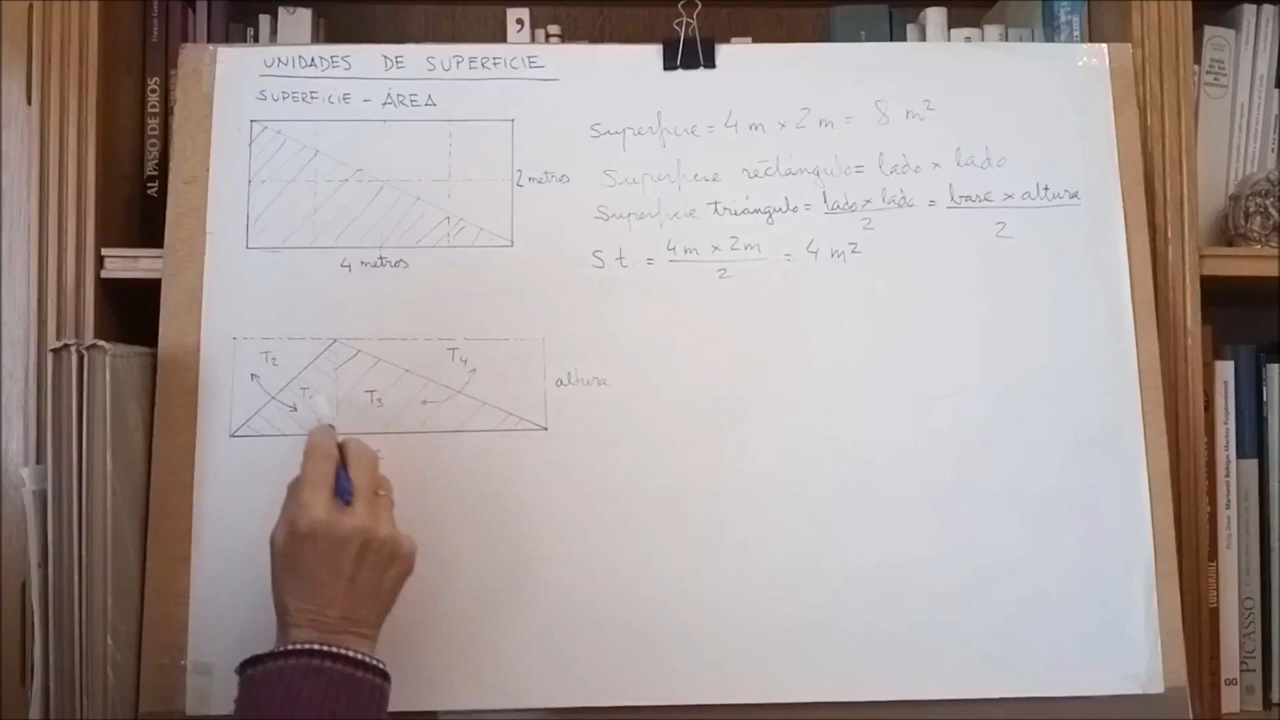 UNIDADES DE SUPERFICIE
SUPERFICIE - ÁREA
2 metros
4 metros
Superficie = 4 m x 2 m = 8 m²
Superficie rectángulo = lado x lado
Superficie triángulo = lado x lado / 2 = base x altura / 2
St = 4 m x 2 m / 2 = 4 m²
T₂
T₃
T₄
altura
AL PASO DE DIOS
PICASSO